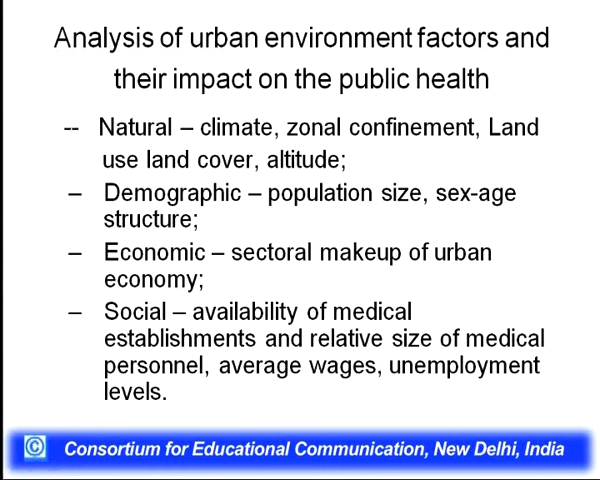 Analysis of urban environment factors and
their impact on the public health
-- Natural – climate, zonal confinement, Land
use land cover, altitude;
– Demographic – population size, sex-age
structure;
– Economic – sectoral makeup of urban
economy;
– Social – availability of medical
establishments and relative size of medical
personnel, average wages, unemployment
levels.
© Consortium for Educational Communication, New Delhi, India